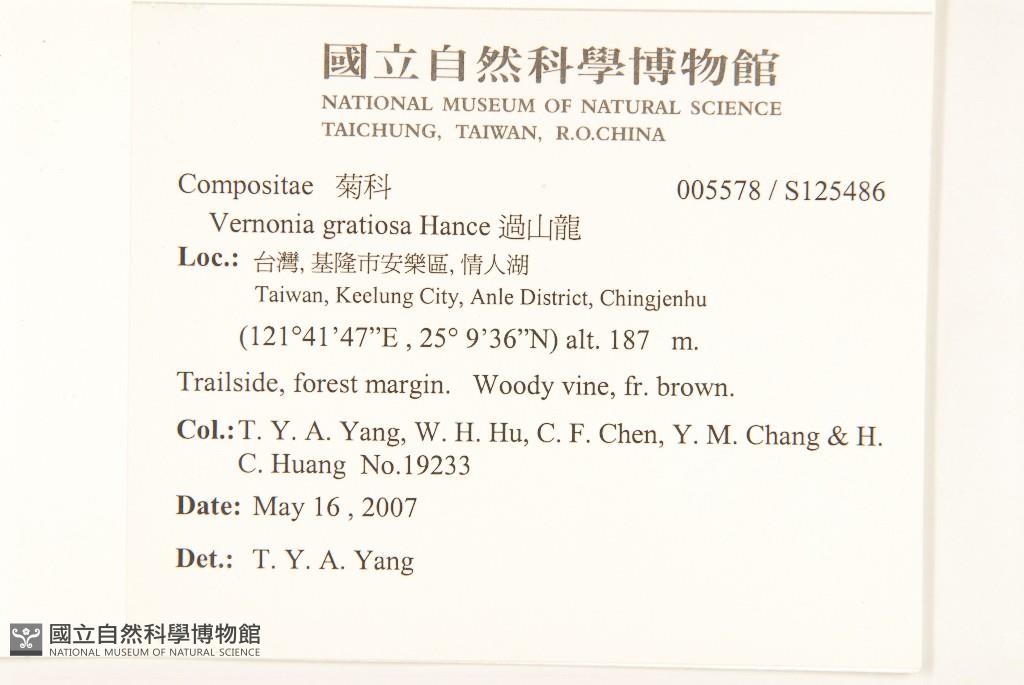 國立自然科學博物館
NATIONAL MUSEUM OF NATURAL SCIENCE
TAICHUNG, TAIWAN, R.O.CHINA
Compositae 菊科 005578 / S125486
Vernonia gratiosa Hance 過山龍
Loc.: 台灣, 基隆市安樂區, 情人湖
Taiwan, Keelung City, Anle District, Chingjenhu
(121°41’47”E , 25° 9’36”N) alt. 187 m.
Trailside, forest margin. Woody vine, fr. brown.
Col.: T. Y. A. Yang, W. H. Hu, C. F. Chen, Y. M. Chang & H.
C. Huang No.19233
Date: May 16 , 2007
Det.: T. Y. A. Yang
國立自然科學博物館
NATIONAL MUSEUM OF NATURAL SCIENCE